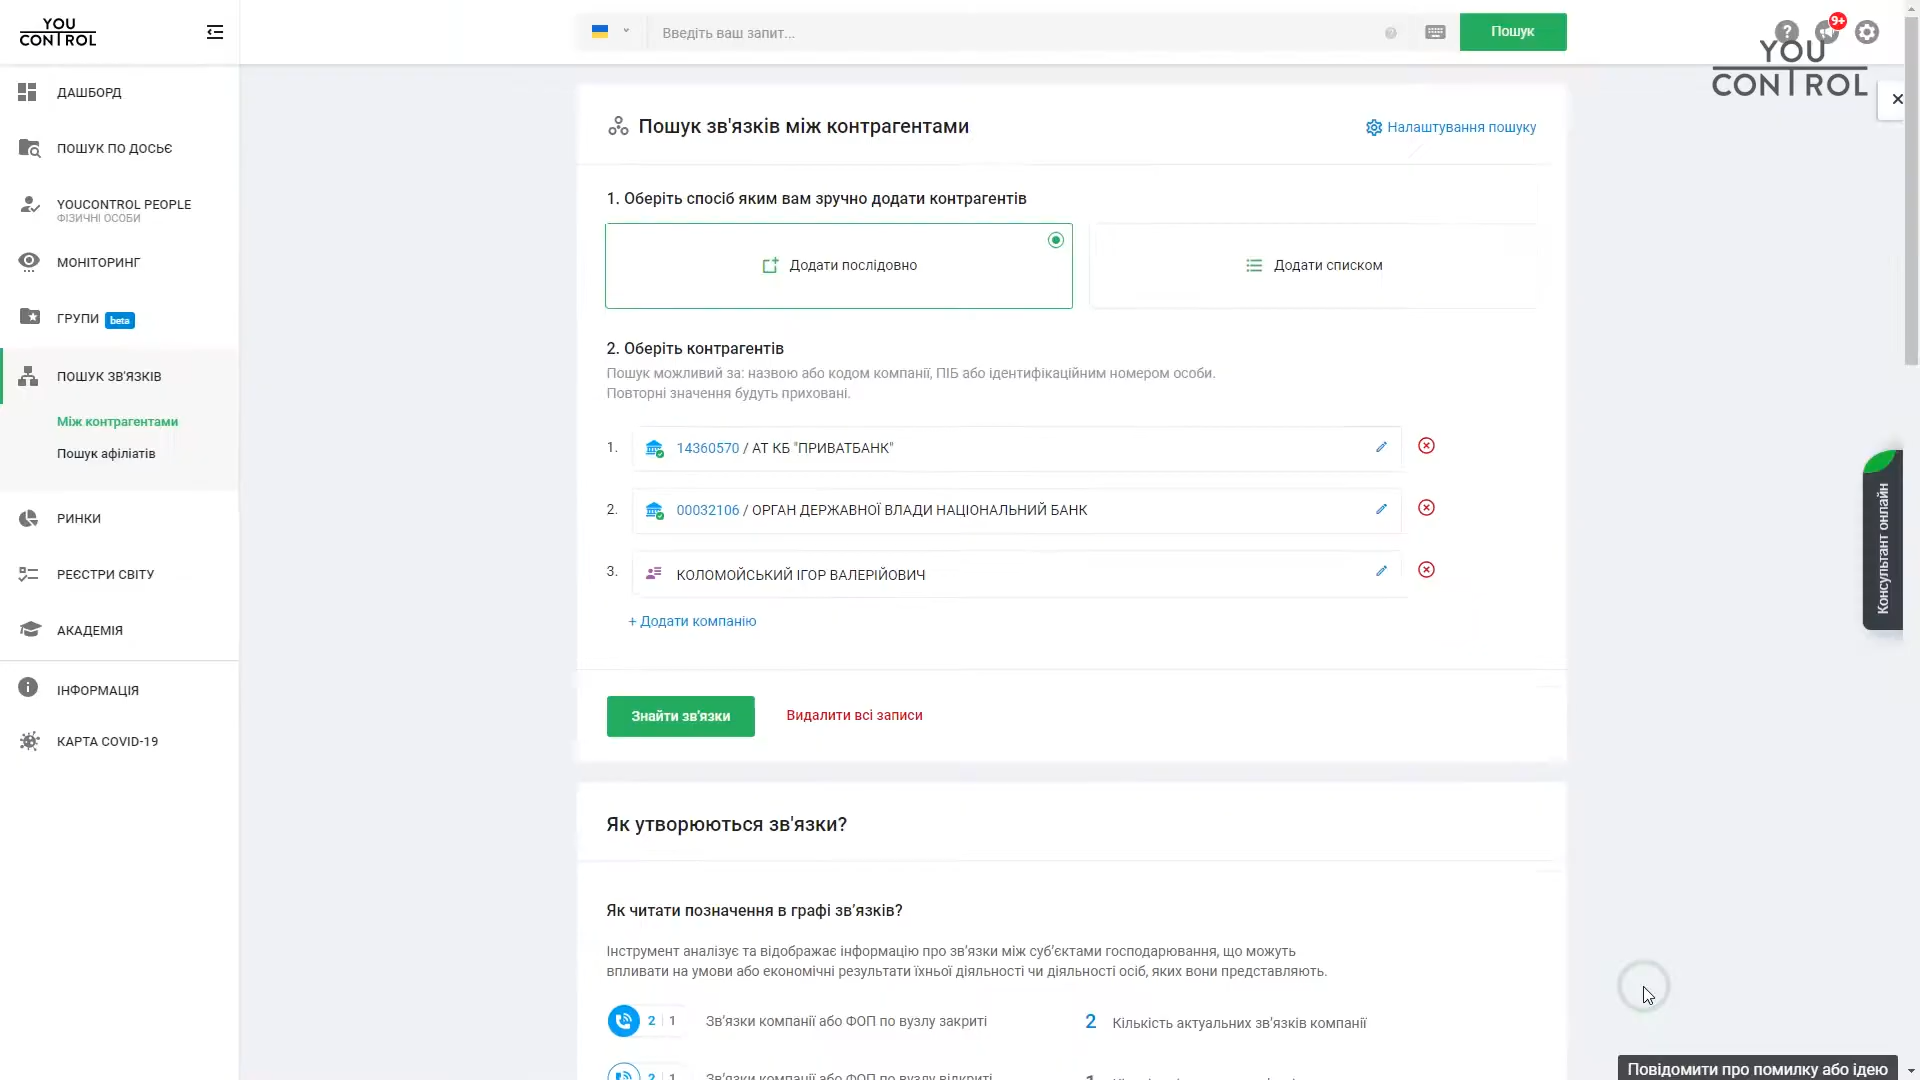 YOU
CONTROL
Введіть ваш запит...
Пошук
9+
YOU
CONTROL
ДАШБОРД
ПОШУК ПО ДОСЬЄ
YOUCONTROL PEOPLE
ФІЗИЧНІ ОСОБИ
МОНІТОРИНГ
ГРУПИ beta
ПОШУК ЗВ'ЯЗКІВ
Між контрагентами
Пошук афіліатів
РИНКИ
РЕЄСТРИ СВІТУ
АКАДЕМІЯ
ІНФОРМАЦІЯ
КАРТА COVID-19
Пошук зв'язків між контрагентами
Налаштування пошуку
1. Оберіть спосіб яким вам зручно додати контрагентів
Додати послідовно
Додати списком
2. Оберіть контрагентів
Пошук можливий за: назвою або кодом компанії, ПІБ або ідентифікаційним номером особи.
Повторні значення будуть приховані.
1. 14360570 / АТ КБ "ПРИВАТБАНК"
2. 00032106 / ОРГАН ДЕРЖАВНОЇ ВЛАДИ НАЦІОНАЛЬНИЙ БАНК
3. КОЛОМОЙСЬКИЙ ІГОР ВАЛЕРІЙОВИЧ
+ Додати компанію
Знайти зв'язки
Видалити всі записи
Консультант онлайн
Як утворюються зв'язки?
Як читати позначення в графі зв’язків?
Інструмент аналізує та відображає інформацію про зв’язки між суб’єктами господарювання, що можуть
впливати на умови або економічні результати їхньої діяльності чи діяльності осіб, яких вони представляють.
2 | 1 Зв’язки компанії або ФОП по вузлу закриті
2 Кількість актуальних зв'язків компанії
2 | 1 Зв’язки компанії або ФОП по вузлу відкриті
Повідомити про помилку або ідею